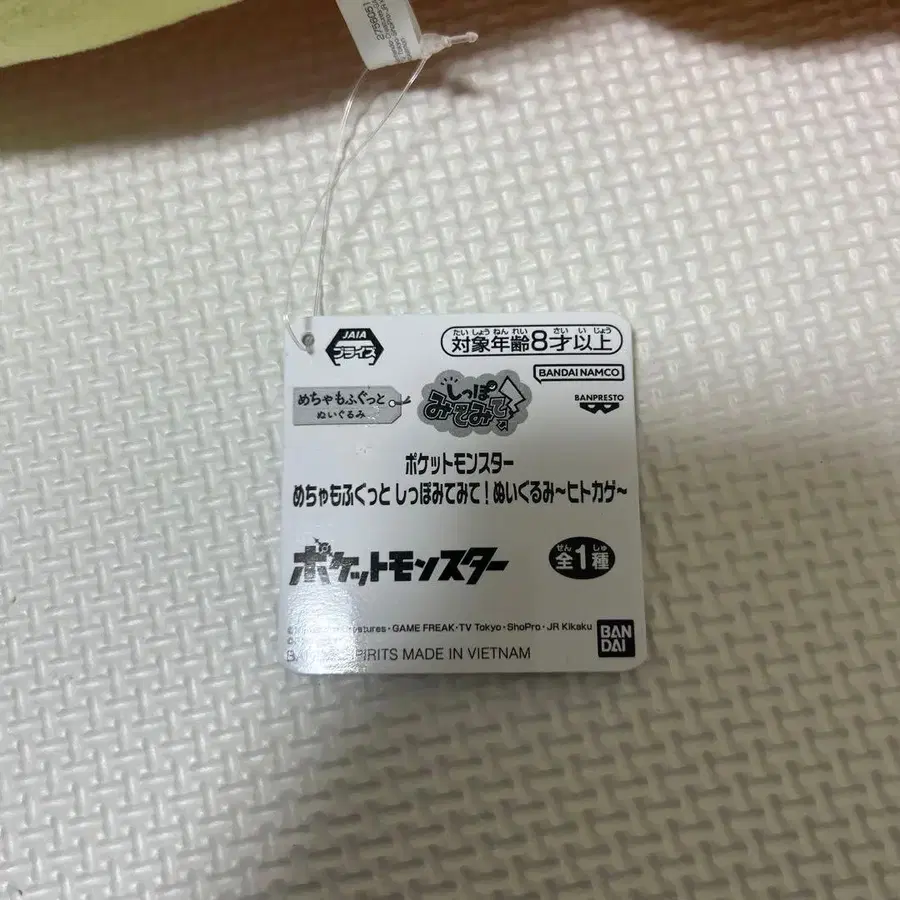 JAIA
プライズ
たいしょうねんれい さいいじょう
対象年齢8才以上
BANDAI NAMCO
めちゃもふぐっと
ぬいぐるみ
しっぽ
みてみて!
BANPRESTO
ポケットモンスター
めちゃもふぐっと しっぽみてみて!ぬいぐるみ〜ヒトカゲ〜
ポケットモンスター
ぜん しゅ
全1種
GAME FREAK・TV Tokyo・ShoPro・JR Kikaku
SPIRITS MADE IN VIETNAM
BAN
DAI